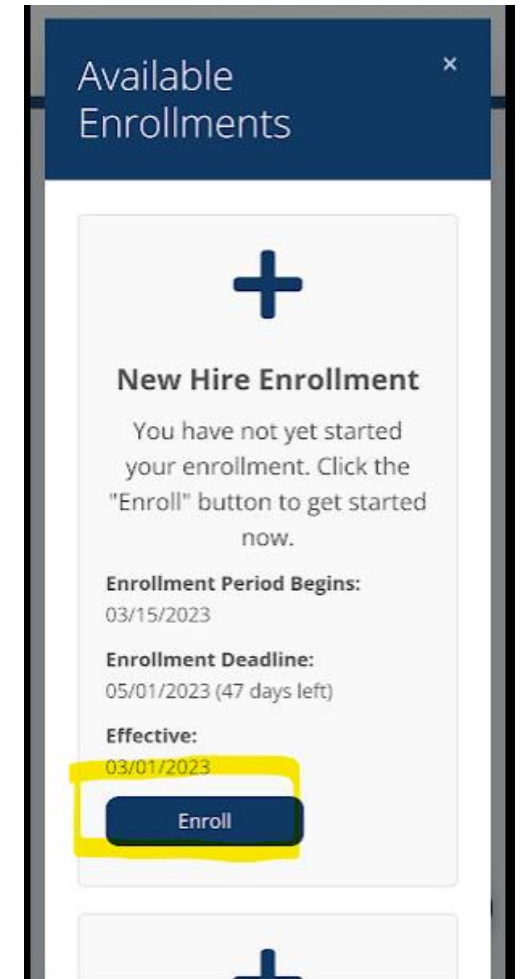 Available
Enrollments
×
New Hire Enrollment
You have not yet started
your enrollment. Click the
"Enroll" button to get started
now.
Enrollment Period Begins:
03/15/2023
Enrollment Deadline:
05/01/2023 (47 days left)
Effective:
03/01/2023
Enroll